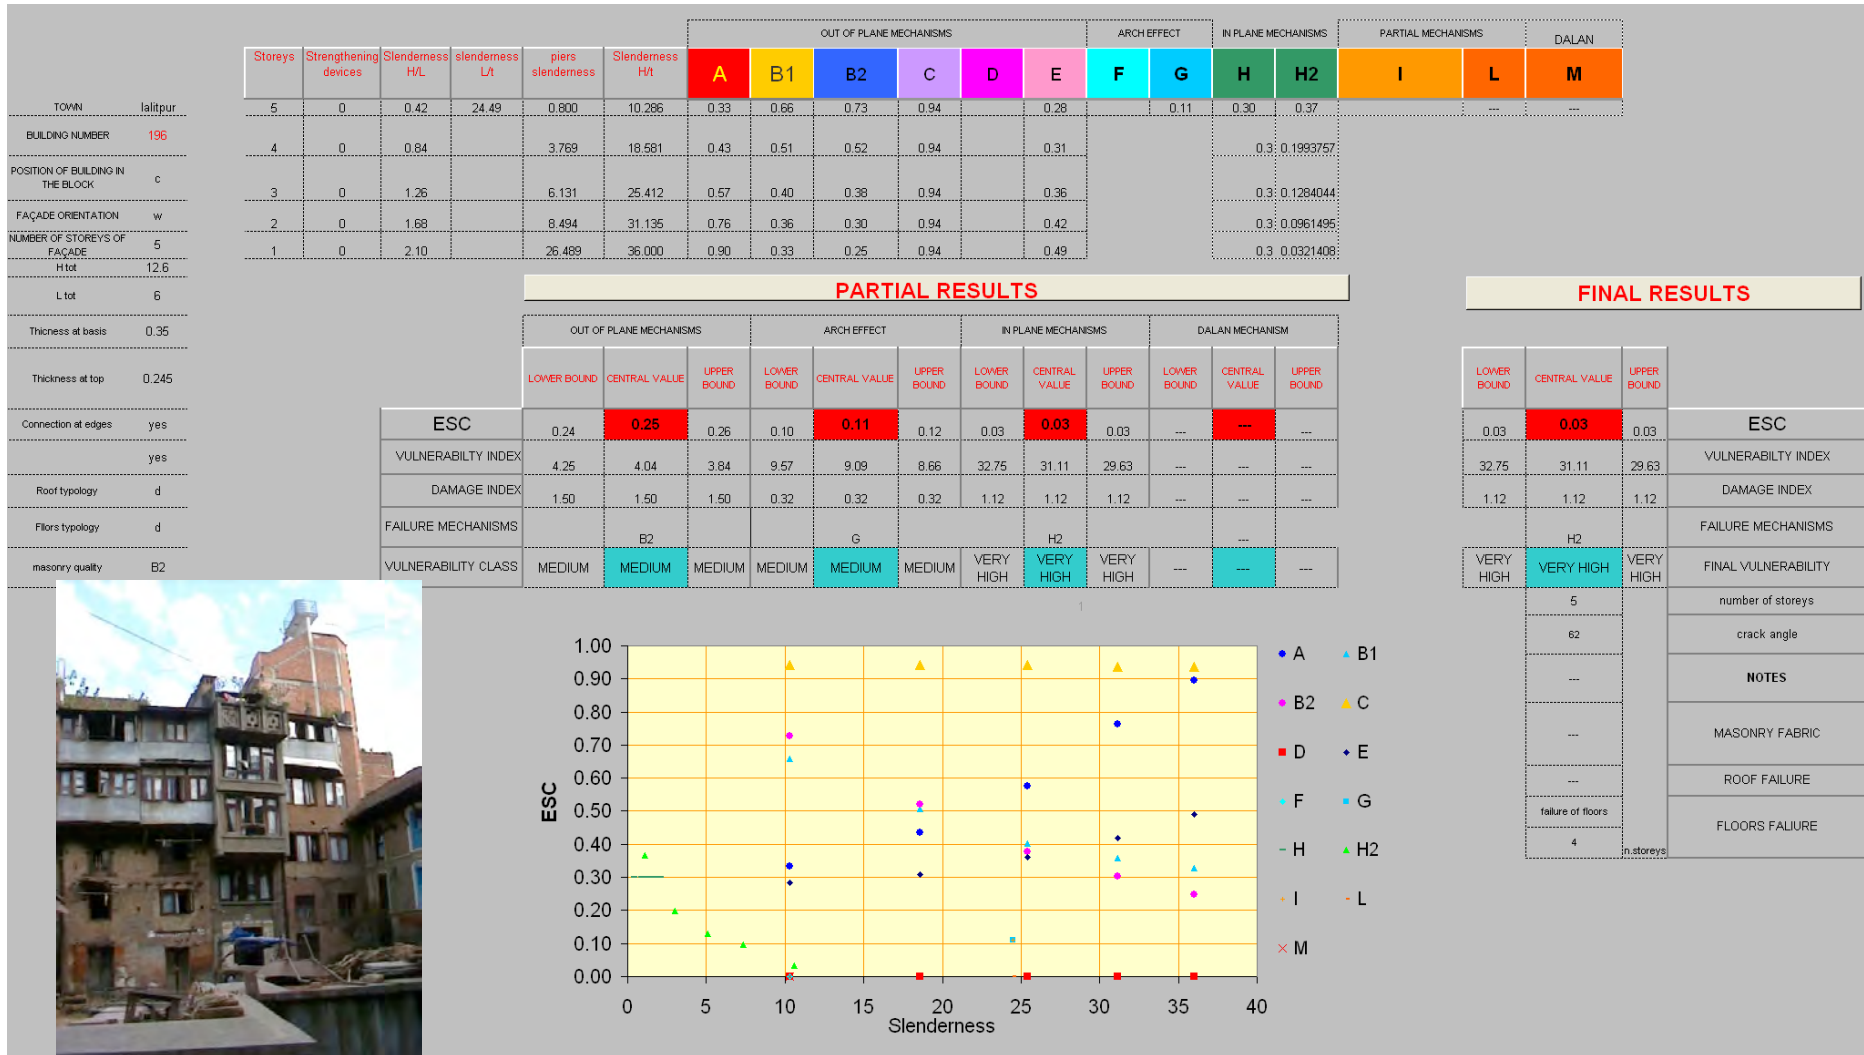 OUT OF PLANE MECHANISMS ARCH EFFECT IN PLANE MECHANISMS PARTIAL MECHANISMS DALAN
Storeys Strengthening devices Slenderness H/L slenderness L/t piers slenderness Slenderness H/t A B1 B2 C D E F G H H2 I L M
TOWN lalitpur 5 0 0.42 24.49 0.800 10.286 0.33 0.66 0.73 0.94 0.28 0.11 0.30 0.37 --- ---
BUILDING NUMBER 196
4 0 0.84 3.769 18.581 0.43 0.51 0.52 0.94 0.31 0.3 0.1993757
POSITION OF BUILDING IN THE BLOCK c
3 0 1.26 6.131 25.412 0.57 0.40 0.38 0.94 0.36 0.3 0.1284044
FAÇADE ORIENTATION w
2 0 1.68 8.494 31.135 0.76 0.36 0.30 0.94 0.42 0.3 0.0961495
NUMBER OF STOREYS OF FAÇADE 5
1 0 2.10 26.489 36.000 0.90 0.33 0.25 0.94 0.49 0.3 0.0321408
H tot 12.6
L tot 6
PARTIAL RESULTS
FINAL RESULTS
Thicness at basis 0.35
OUT OF PLANE MECHANISMS ARCH EFFECT IN PLANE MECHANISMS DALAN MECHANISM
Thickness at top 0.245
LOWER BOUND CENTRAL VALUE UPPER BOUND LOWER BOUND CENTRAL VALUE UPPER BOUND LOWER BOUND CENTRAL VALUE UPPER BOUND LOWER BOUND CENTRAL VALUE UPPER BOUND LOWER BOUND CENTRAL VALUE UPPER BOUND
Connection at edges yes
ESC 0.24 0.25 0.26 0.10 0.11 0.12 0.03 0.03 0.03 --- --- --- 0.03 0.03 0.03 ESC
yes
VULNERABILTY INDEX 4.25 4.04 3.84 9.57 9.09 8.66 32.75 31.11 29.63 --- --- --- 32.75 31.11 29.63 VULNERABILTY INDEX
Roof typology d
DAMAGE INDEX 1.50 1.50 1.50 0.32 0.32 0.32 1.12 1.12 1.12 --- --- --- 1.12 1.12 1.12 DAMAGE INDEX
Fllors typology d
FAILURE MECHANISMS B2 G H2 --- H2 FAILURE MECHANISMS
masonry quality B2
VULNERABILITY CLASS MEDIUM MEDIUM MEDIUM MEDIUM MEDIUM MEDIUM VERY HIGH VERY HIGH VERY HIGH --- --- --- VERY HIGH VERY HIGH VERY HIGH FINAL VULNERABILITY
1
5 number of storeys
62 crack angle
--- NOTES
--- MASONRY FABRIC
--- ROOF FAILURE
failure of floors FLOORS FALIURE
4 n.storeys
ESC
1.00
0.90
0.80
0.70
0.60
0.50
0.40
0.30
0.20
0.10
0.00
0 5 10 15 20 25 30 35 40
Slenderness
A B1
B2 C
D E
F G
H H2
I L
M